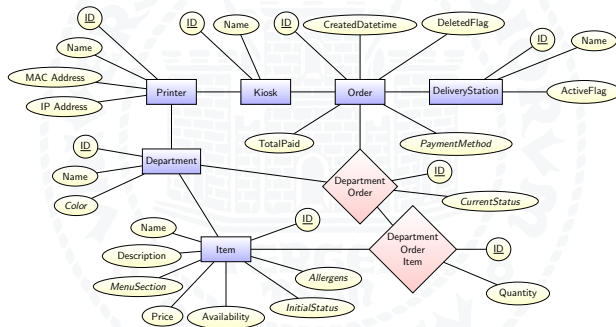 ID
Name
MAC Address
IP Address
Printer
ID
Name
Kiosk
ID
CreatedDatetime
DeletedFlag
Order
TotalPaid
PaymentMethod
ID
Name
DeliveryStation
ActiveFlag
ID
Name
Color
Department
Department
Order
ID
CurrentStatus
Name
Description
MenuSection
Price
Availability
InitialStatus
Allergens
ID
Item
Department
Order
Item
ID
Quantity